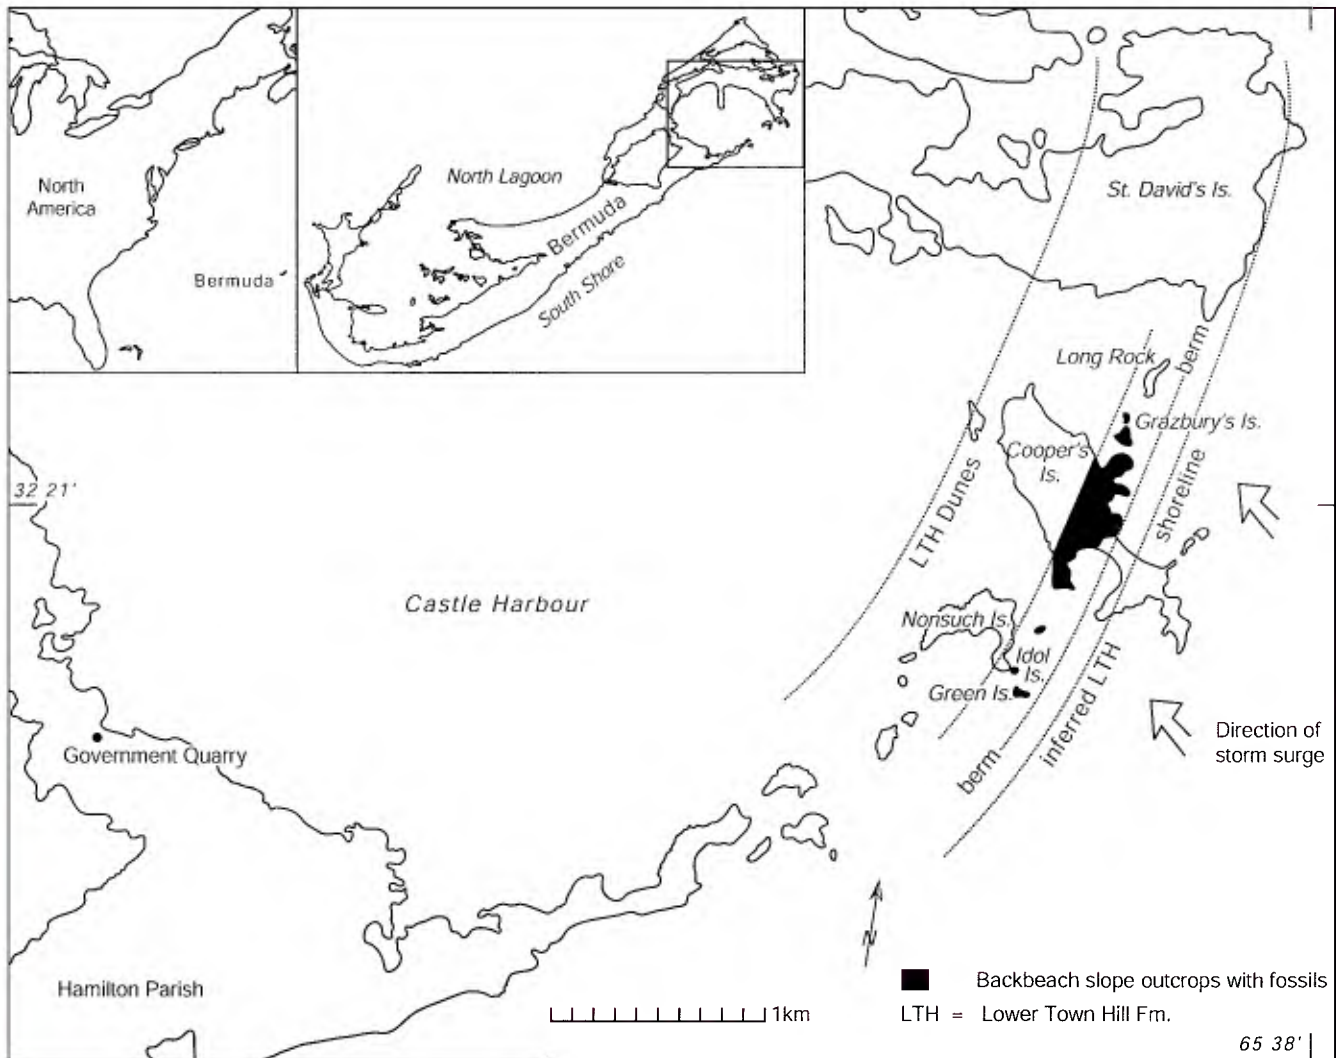 North
America
Bermuda
North Lagoon
Bermuda
South Shore
St. David's Is.
Long Rock
berm
Grazbury's Is.
Cooper's
Is.
32 21'
LTH Dunes
shoreline
Castle Harbour
Nonsuch Is.
Idol
Is.
Green Is.
inferred LTH
berm
Direction of
storm surge
Government Quarry
N
Hamilton Parish
1km
Backbeach slope outcrops with fossils
LTH = Lower Town Hill Fm.
65 38'